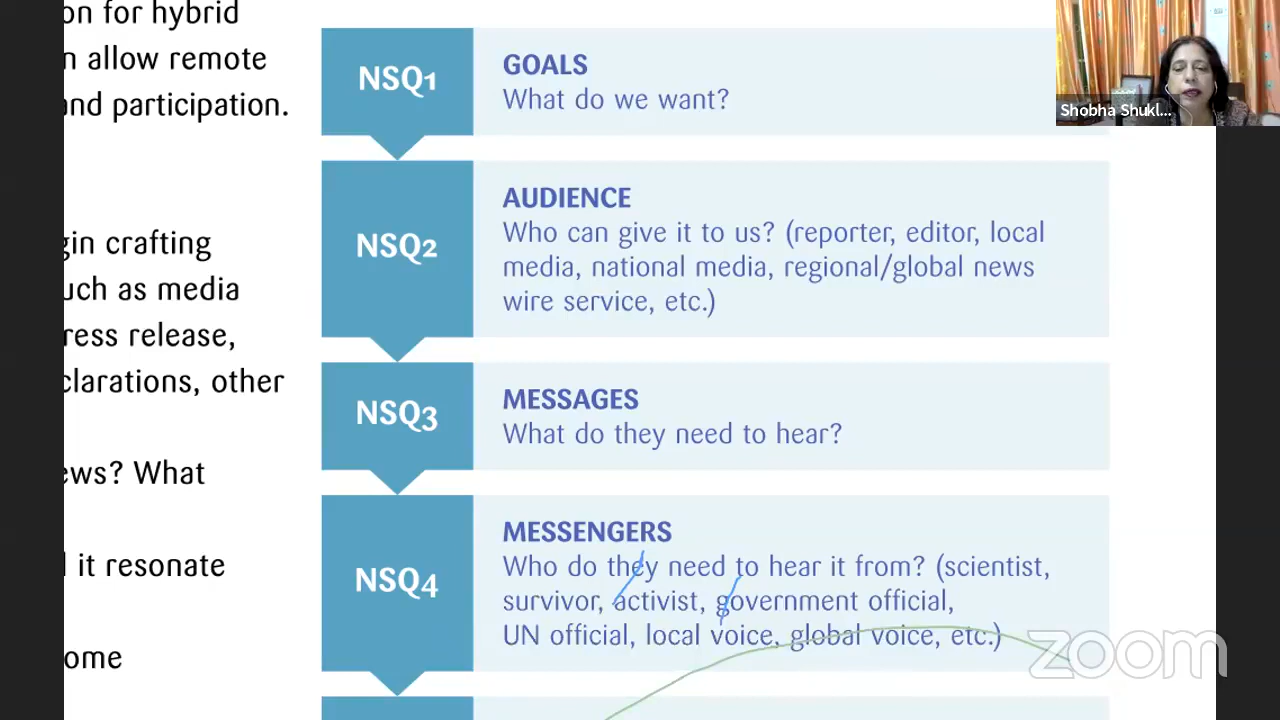 on for hybrid
n allow remote
and participation.
gin crafting
uch as media
ress release,
clarations, other
ews? What
l it resonate
ome
NSQ1
GOALS
What do we want?
NSQ2
AUDIENCE
Who can give it to us? (reporter, editor, local
media, national media, regional/global news
wire service, etc.)
NSQ3
MESSAGES
What do they need to hear?
NSQ4
MESSENGERS
Who do they need to hear it from? (scientist,
survivor, activist, government official,
UN official, local voice, global voice, etc.)
Shobha Shukl...
zoom